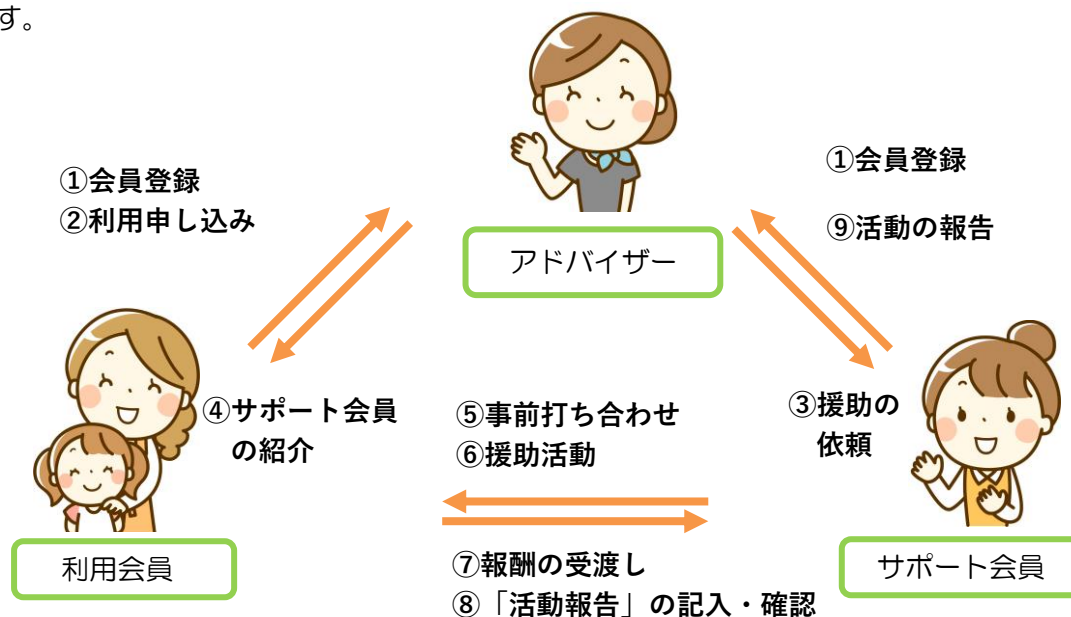 す。
①会員登録
②利用申し込み
①会員登録
⑨活動の報告
アドバイザー
④サポート会員
の紹介
⑤事前打ち合わせ
⑥援助活動
③援助の
依頼
利用会員
⑦報酬の受渡し
⑧「活動報告」の記入・確認
サポート会員